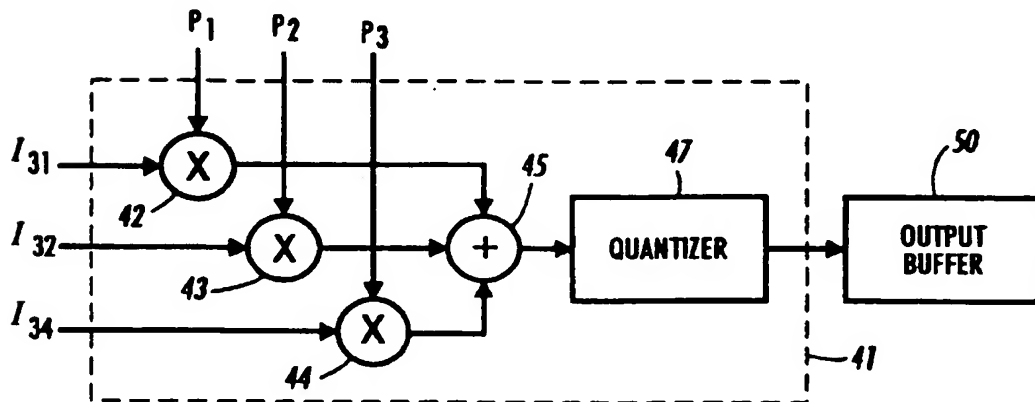 P1 P2 P3
I31
X
42
45
47
50
I32
X
43
+
QUANTIZER
OUTPUT
BUFFER
I34
X
44
41